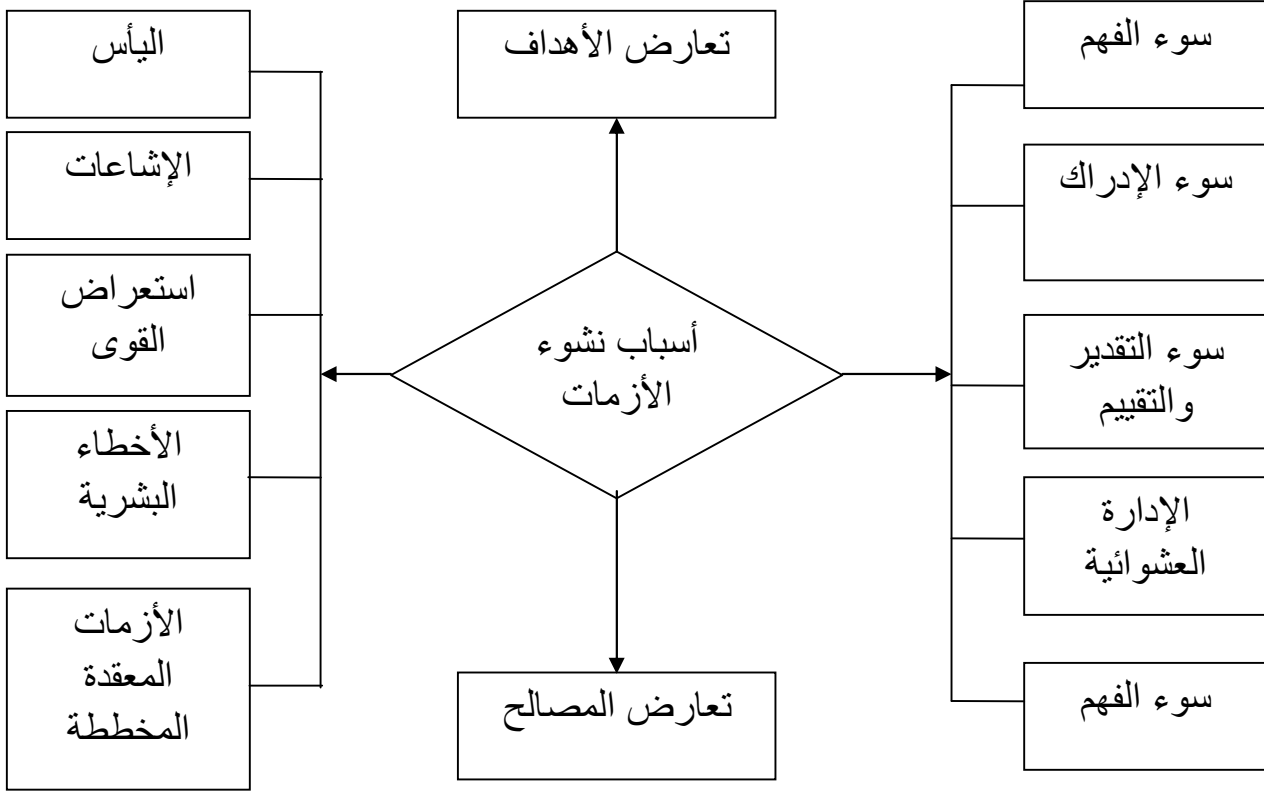 سوء الفهم
سوء الإدراك
سوء التقدير
والتقييم
الإدارة
العشوائية
سوء الفهم
تعارض الأهداف
أسباب نشوء
الأزمات
تعارض المصالح
اليأس
الإشاعات
استعراض
القوى
الأخطاء
البشرية
الأزمات
المعقدة
المخططة